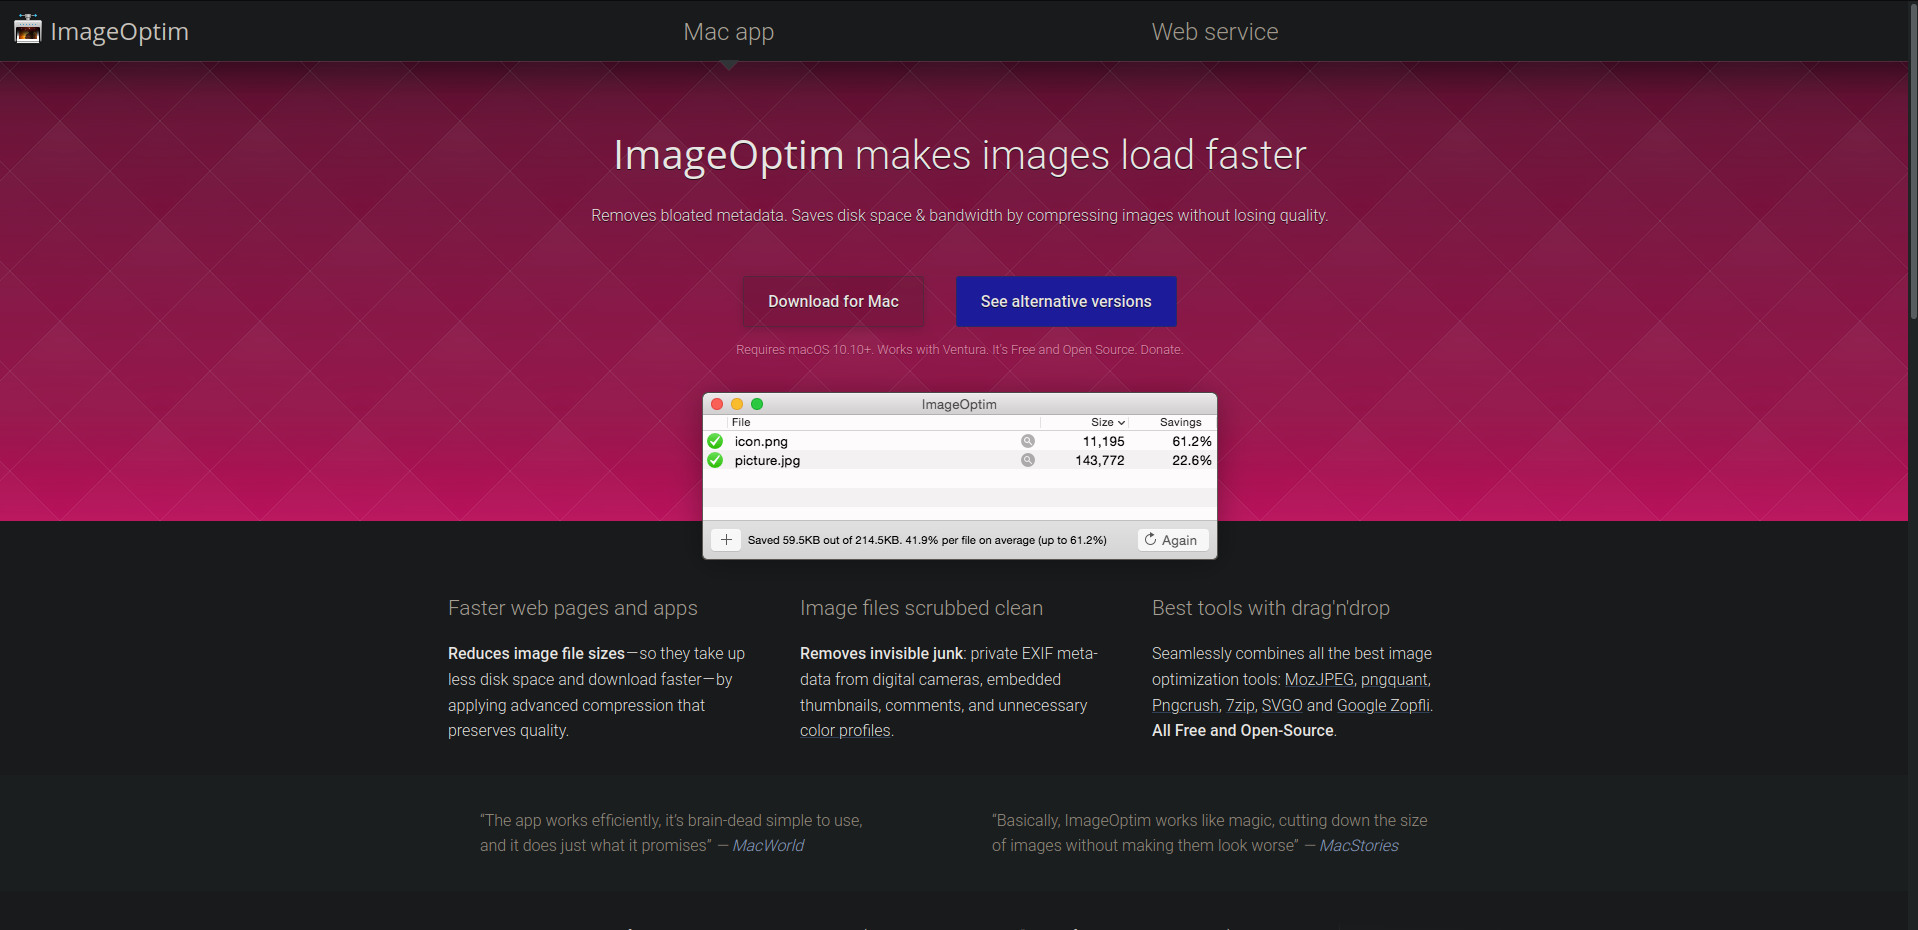 ImageOptim
Mac app
Web service
ImageOptim makes images load faster
Removes bloated metadata. Saves disk space & bandwidth by compressing images without losing quality.
Download for Mac
See alternative versions
Requires macOS 10.10+. Works with Ventura. It's Free and Open Source. Donate.
ImageOptim
File Size Savings
icon.png 11,195 61.2%
picture.jpg 143,772 22.6%
Saved 59.5KB out of 214.5KB. 41.9% per file on average (up to 61.2%)
Again
Faster web pages and apps
Reduces image file sizes—so they take up
less disk space and download faster—by
applying advanced compression that
preserves quality.
Image files scrubbed clean
Removes invisible junk: private EXIF meta-
data from digital cameras, embedded
thumbnails, comments, and unnecessary
color profiles.
Best tools with drag'n'drop
Seamlessly combines all the best image
optimization tools: MozJPEG, pngquant,
Pngcrush, 7zip, SVGO and Google Zopfli.
All Free and Open-Source.
“The app works efficiently, it's brain-dead simple to use,
and it does just what it promises” — MacWorld
“Basically, ImageOptim works like magic, cutting down the size
of images without making them look worse” — MacStories